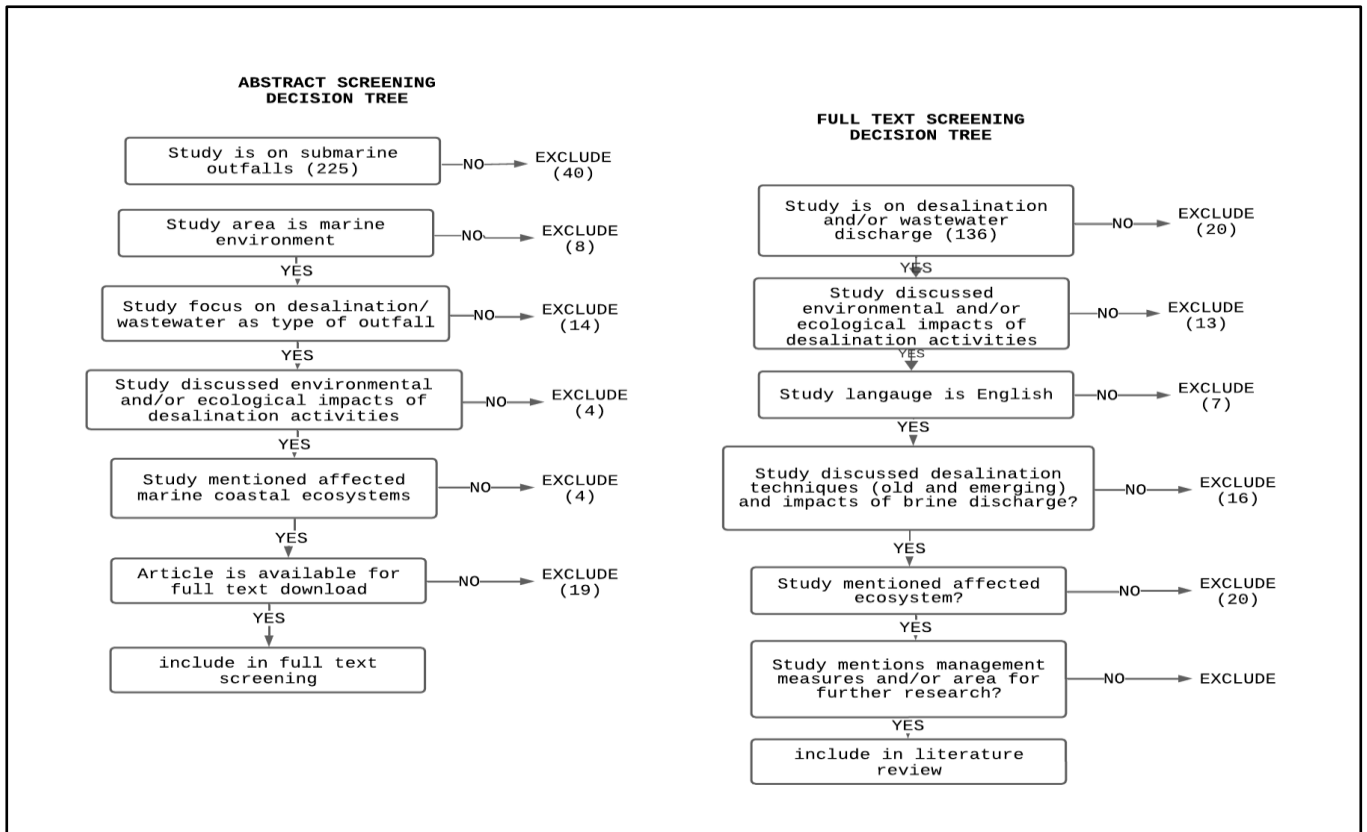 ABSTRACT SCREENING
DECISION TREE
Study is on submarine
outfalls (225)
NO
EXCLUDE
(40)
Study area is marine
environment
NO
EXCLUDE
(8)
YES
Study focus on desalination/
wastewater as type of outfall
NO
EXCLUDE
(14)
YES
Study discussed environmental
and/or ecological impacts of
desalination activities
NO
EXCLUDE
(4)
YES
Study mentioned affected
marine coastal ecosystems
NO
EXCLUDE
(4)
YES
Article is available for
full text download
NO
EXCLUDE
(19)
YES
include in full text
screening
FULL TEXT SCREENING
DECISION TREE
Study is on desalination
and/or wastewater
discharge (136)
NO
EXCLUDE
(20)
YES
Study discussed
environmental and/or
ecological impacts of
desalination activities
NO
EXCLUDE
(13)
YES
Study langauge is English
NO
EXCLUDE
(7)
YES
Study discussed desalination
techniques (old and emerging)
and impacts of brine discharge?
NO
EXCLUDE
(16)
YES
Study mentioned affected
ecosystem?
NO
EXCLUDE
(20)
YES
Study mentions management
measures and/or area for
further research?
NO
EXCLUDE
YES
include in literature
review